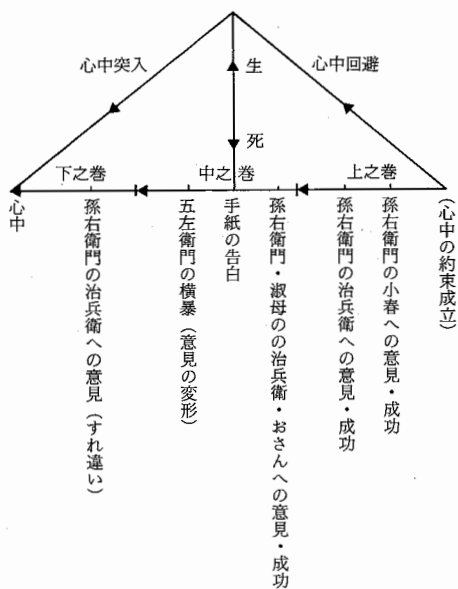 心中突入
生
心中回避
死
下之巻
中之巻
上之巻
(心中の約束成立)
孫右衛門の小春への意見・成功
孫右衛門の治兵衛への意見・成功
孫右衛門・淑母のの治兵衛・おさんへの意見・成功
手紙の告白
五左衛門の横暴(意見の変形)
孫右衛門の治兵衛への意見(すれ違い)
心中